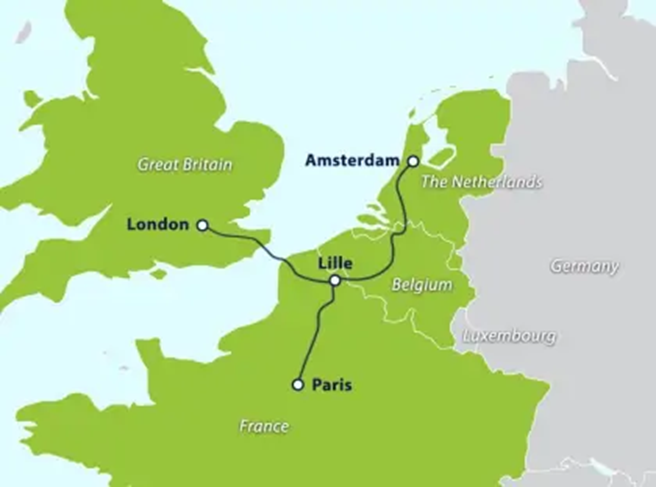 Great Britain
Amsterdam
The Netherlands
London
Lille
Germany
Belgium
Luxembourg
Paris
France